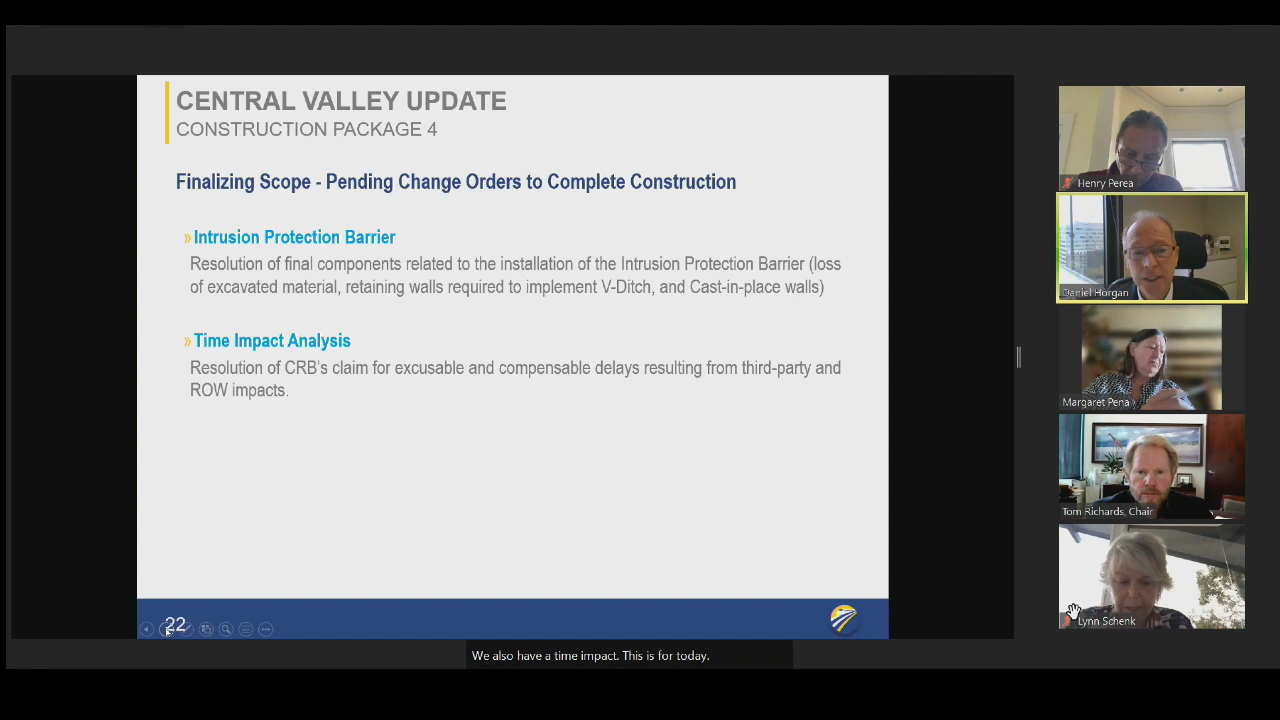 CENTRAL VALLEY UPDATE
CONSTRUCTION PACKAGE 4
Finalizing Scope - Pending Change Orders to Complete Construction
» Intrusion Protection Barrier
Resolution of final components related to the installation of the Intrusion Protection Barrier (loss
of excavated material, retaining walls required to implement V-Ditch, and Cast-in-place walls)
» Time Impact Analysis
Resolution of CRB's claim for excusable and compensable delays resulting from third-party and
ROW impacts.
22
We also have a time impact. This is for today.
Henry Perea
Daniel Horgan
Margaret Pena
Tom Richards, Chair
Lynn Schenk